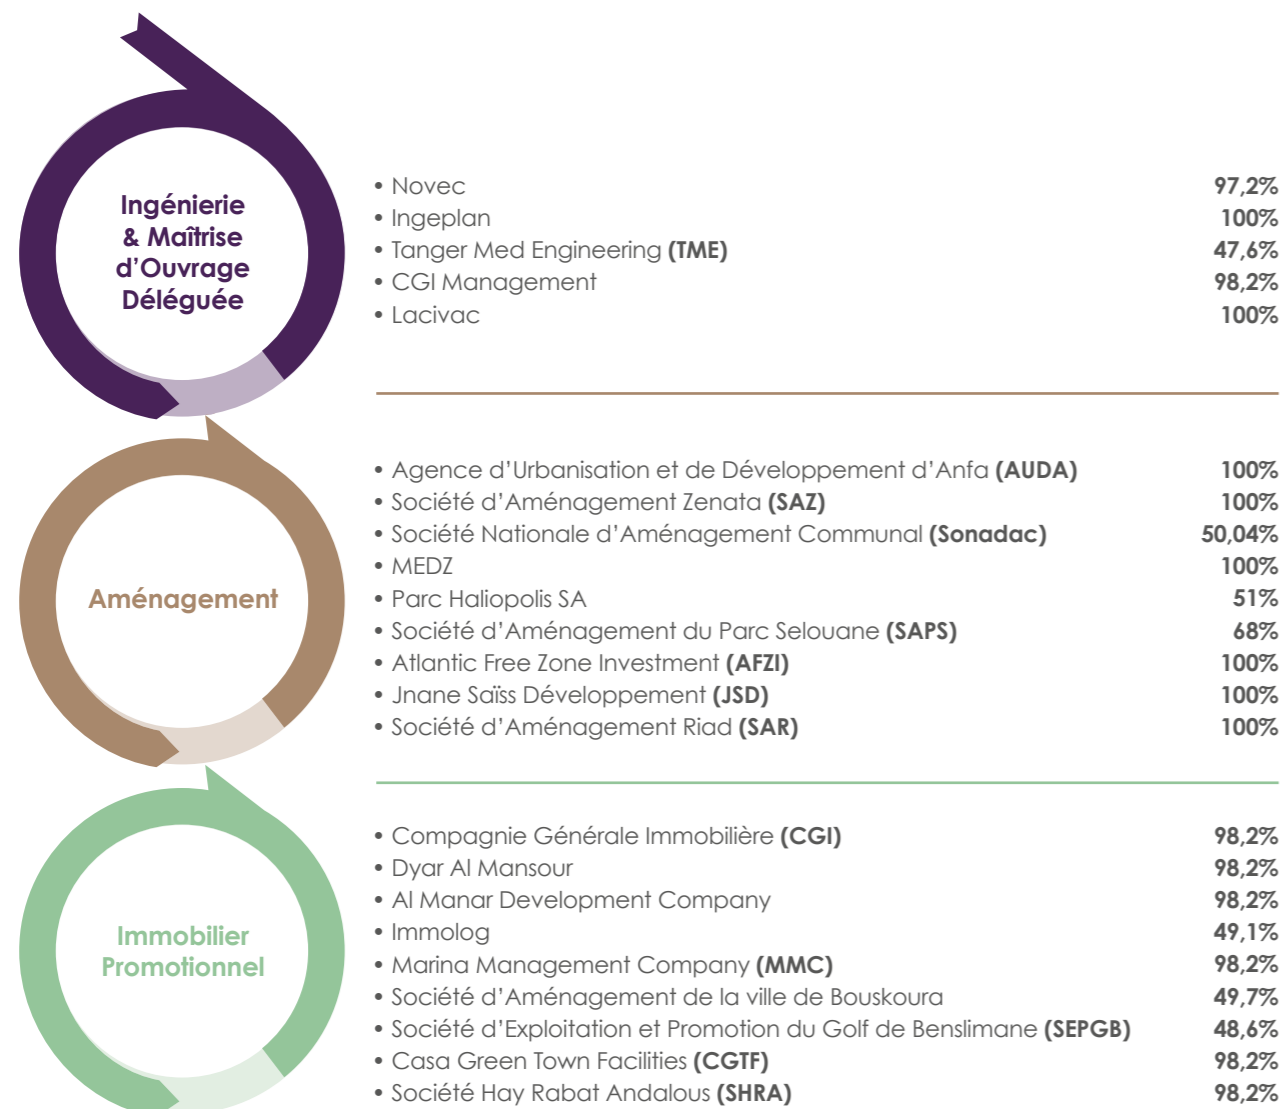 Ingénierie
& Maîtrise
d’Ouvrage
Déléguée
• Novec 97,2%
• Ingeplan 100%
• Tanger Med Engineering (TME) 47,6%
• CGI Management 98,2%
• Lacivac 100%
Aménagement
• Agence d’Urbanisation et de Développement d’Anfa (AUDA) 100%
• Société d’Aménagement Zenata (SAZ) 100%
• Société Nationale d’Aménagement Communal (Sonadac) 50,04%
• MEDZ 100%
• Parc Haliopolis SA 51%
• Société d’Aménagement du Parc Selouane (SAPS) 68%
• Atlantic Free Zone Investment (AFZI) 100%
• Jnane Saïss Développement (JSD) 100%
• Société d’Aménagement Riad (SAR) 100%
Immobilier
Promotionnel
• Compagnie Générale Immobilière (CGI) 98,2%
• Dyar Al Mansour 98,2%
• Al Manar Development Company 98,2%
• Immolog 49,1%
• Marina Management Company (MMC) 98,2%
• Société d’Aménagement de la ville de Bouskoura 49,7%
• Société d’Exploitation et Promotion du Golf de Benslimane (SEPGB) 48,6%
• Casa Green Town Facilities (CGTF) 98,2%
• Société Hay Rabat Andalous (SHRA) 98,2%